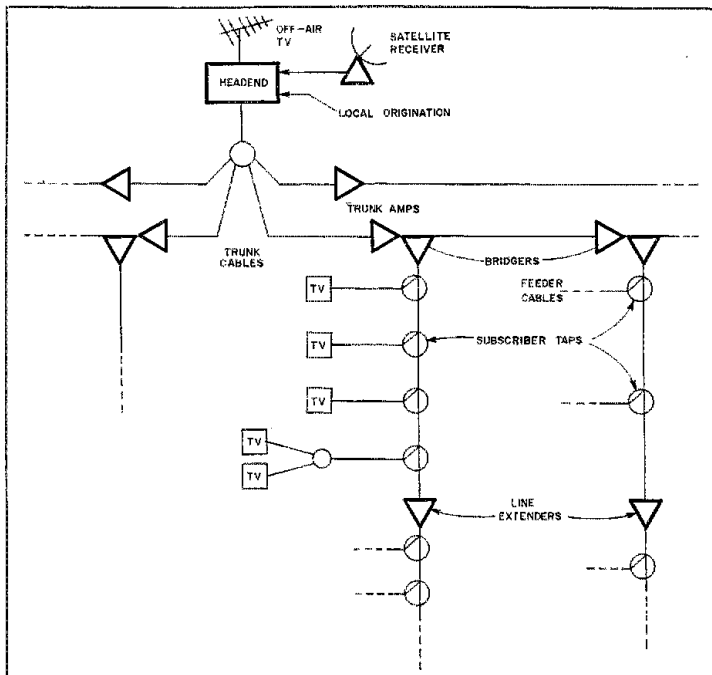 OFF-AIR
TV
SATELLITE
RECEIVER
HEADEND
LOCAL ORIGINATION
TRUNK AMPS
TRUNK
CABLES
BRIDGERS
TV
FEEDER
CABLES
TV
SUBSCRIBER TAPS
TV
TV
TV
LINE
EXTENDERS